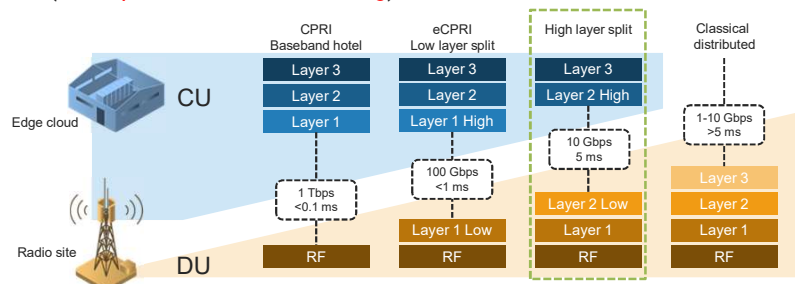 CPRI
Baseband hotel
eCPRI
Low layer split
High layer split
Classical
distributed
Edge cloud
CU
Layer 3
Layer 2
Layer 1
1 Tbps
<0.1 ms
RF
Layer 3
Layer 2
Layer 1 High
100 Gbps
<1 ms
Layer 1 Low
RF
Layer 3
Layer 2 High
10 Gbps
5 ms
Layer 2 Low
Layer 1
RF
1-10 Gbps
>5 ms
Layer 3
Layer 2
Layer 1
RF
Radio site
DU